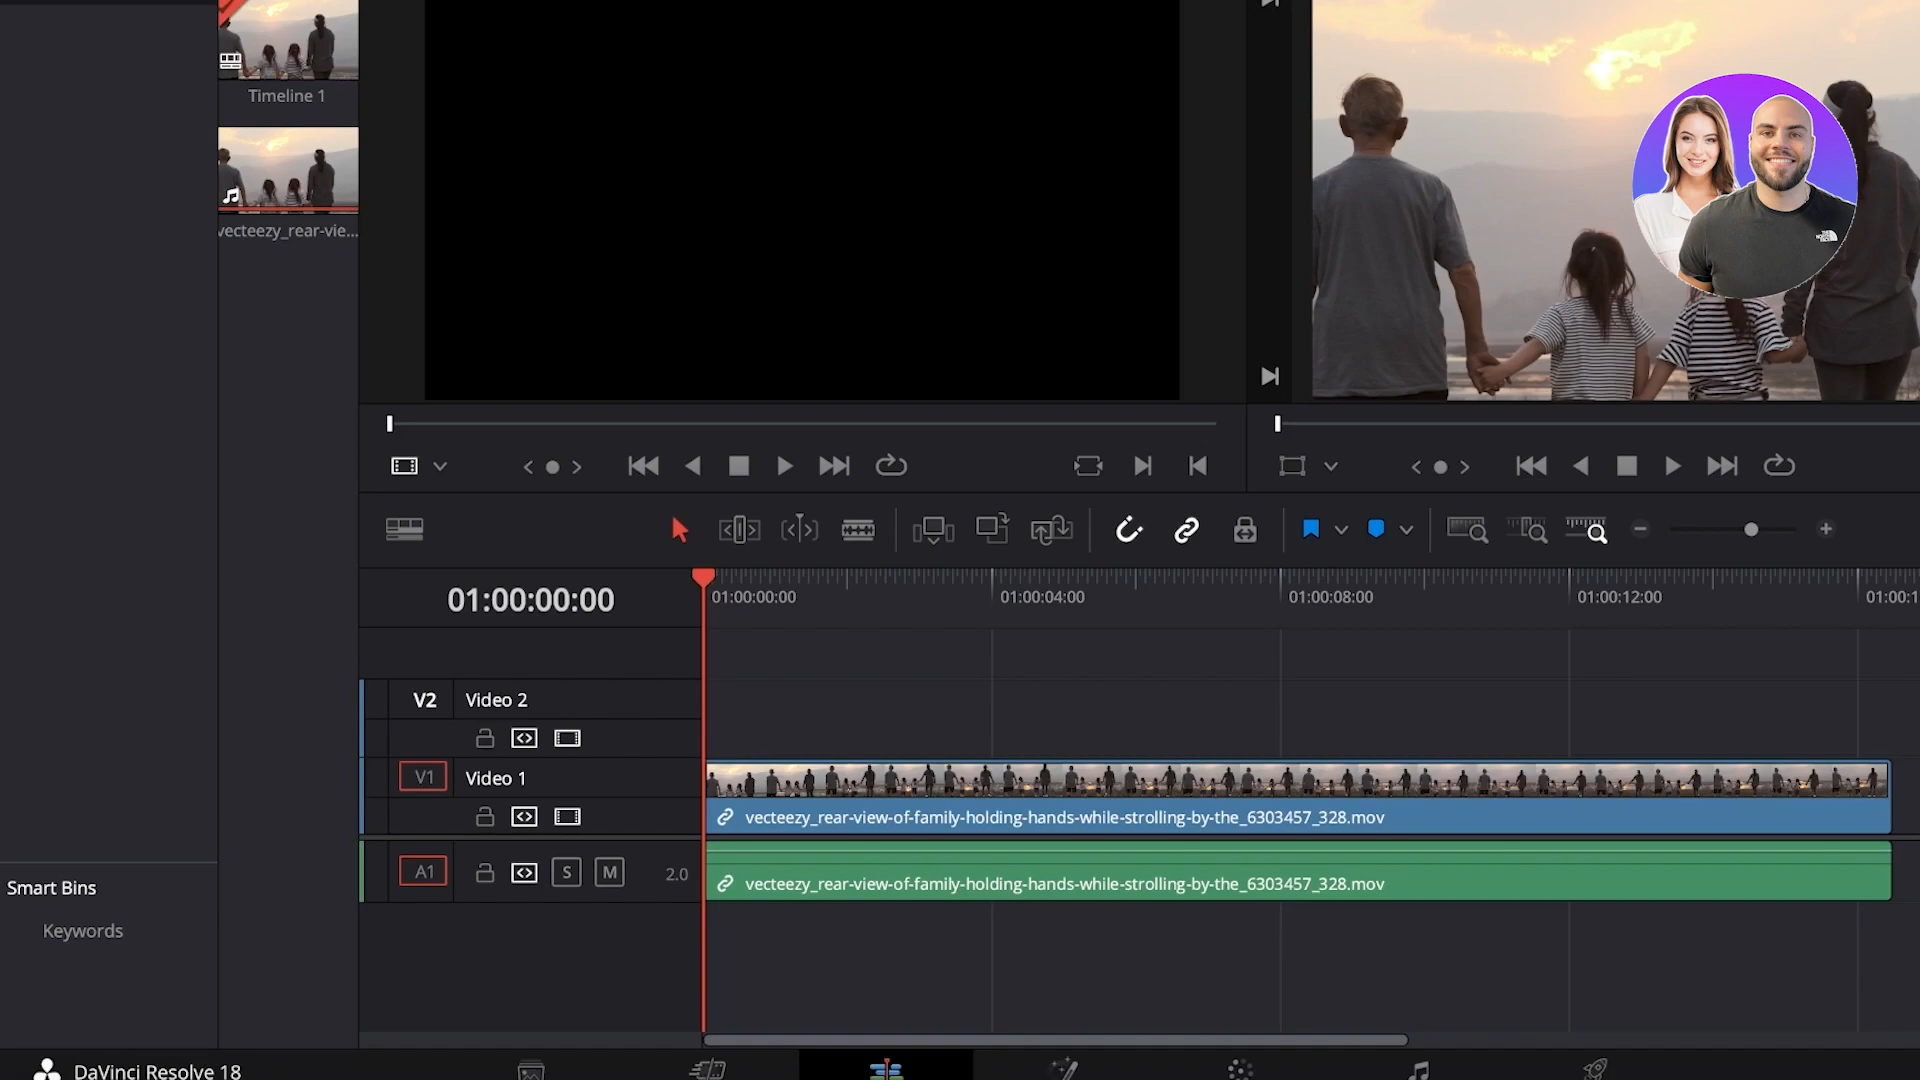 Timeline 1
vecteezy_rear-vie...
THE NORTH FACE
01:00:00:00
01:00:00:00
01:00:04:00
01:00:08:00
01:00:12:00
01:00:1
V2
Video 2
V1
Video 1
vecteezy_rear-view-of-family-holding-hands-while-strolling-by-the_6303457_328.mov
A1
S
M
2.0
vecteezy_rear-view-of-family-holding-hands-while-strolling-by-the_6303457_328.mov
Smart Bins
Keywords
DaVinci Resolve 18